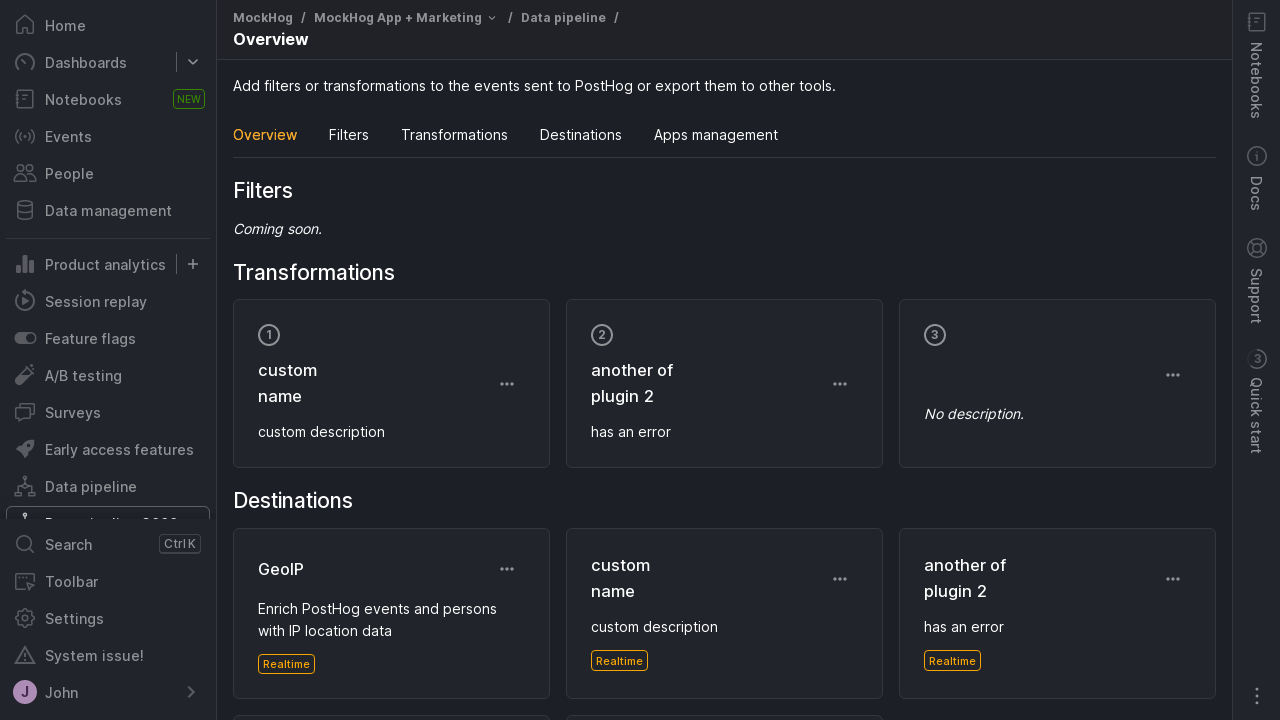 Home
Dashboards
Notebooks NEW
Events
People
Data management
Product analytics
Session replay
Feature flags
A/B testing
Surveys
Early access features
Data pipeline
Search Ctrl K
Toolbar
Settings
System issue!
J John
MockHog / MockHog App + Marketing / Data pipeline /
Overview
Add filters or transformations to the events sent to PostHog or export them to other tools.
Overview Filters Transformations Destinations Apps management
Filters
Coming soon.
Transformations
1
custom
name
custom description
2
another of
plugin 2
has an error
3
No description.
Destinations
GeoIP
Enrich PostHog events and persons
with IP location data
Realtime
custom
name
custom description
Realtime
another of
plugin 2
has an error
Realtime
Notebooks
Docs
Support
3 Quick start